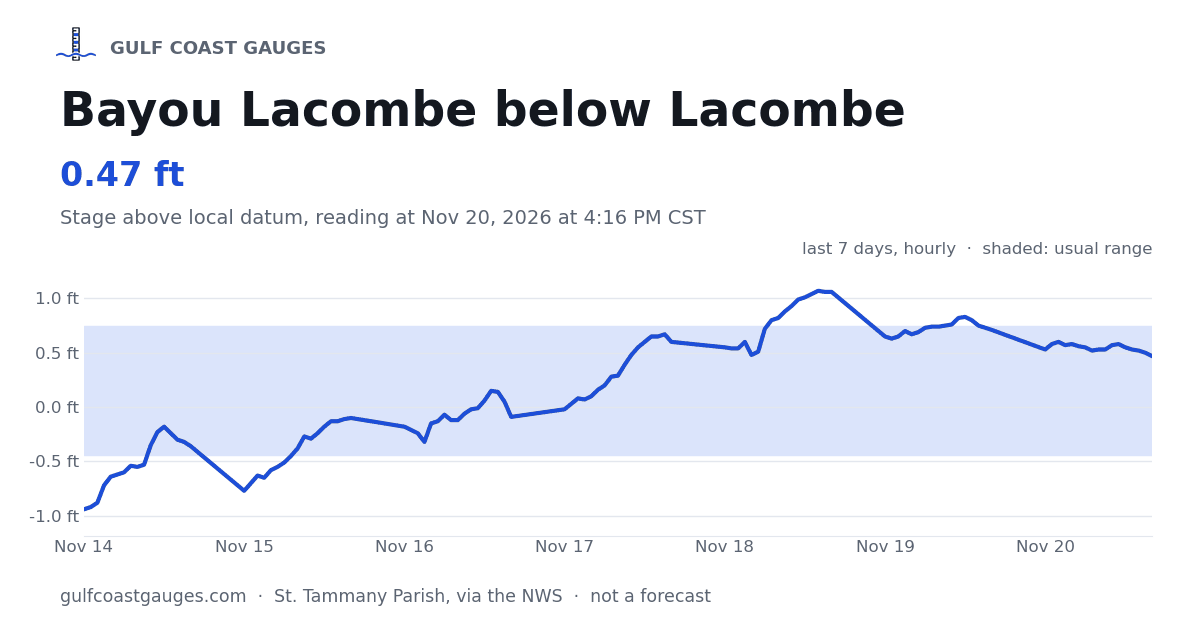 GULF COAST GAUGES
Bayou Lacombe below Lacombe
0.47 ft
Stage above local datum, reading at Nov 20, 2026 at 4:16 PM CST
last 7 days, hourly · shaded: usual range
1.0 ft
0.5 ft
0.0 ft
-0.5 ft
-1.0 ft
Nov 14 Nov 15 Nov 16 Nov 17 Nov 18 Nov 19 Nov 20
gulfcoastgauges.com · St. Tammany Parish, via the NWS · not a forecast